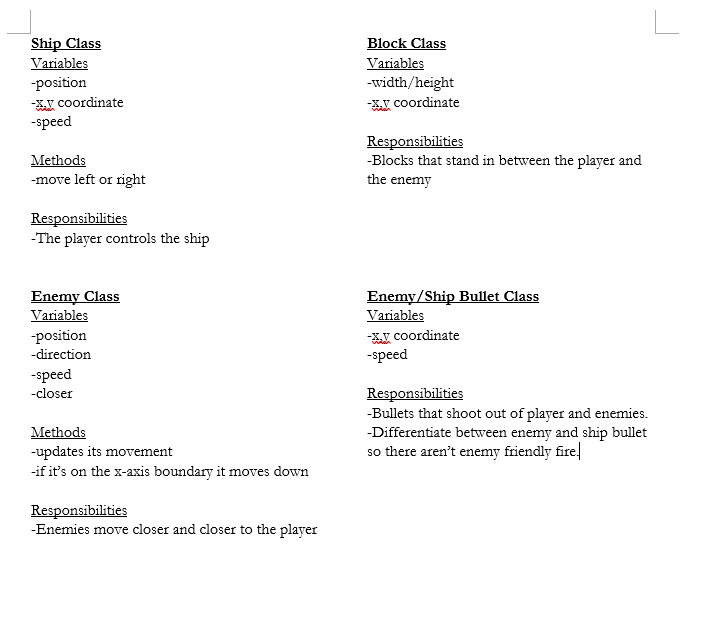 Ship Class
Variables
-position
-x,y coordinate
-speed
Methods
-move left or right
Responsibilities
-The player controls the ship
Block Class
Variables
-width/height
-x,y coordinate
Responsibilities
-Blocks that stand in between the player and
the enemy
Enemy Class
Variables
-position
-direction
-speed
-closer
Methods
-updates its movement
-if it’s on the x-axis boundary it moves down
Responsibilities
-Enemies move closer and closer to the player
Enemy/Ship Bullet Class
Variables
-x,y coordinate
-speed
Responsibilities
-Bullets that shoot out of player and enemies.
-Differentiate between enemy and ship bullet
so there aren’t enemy friendly fire.